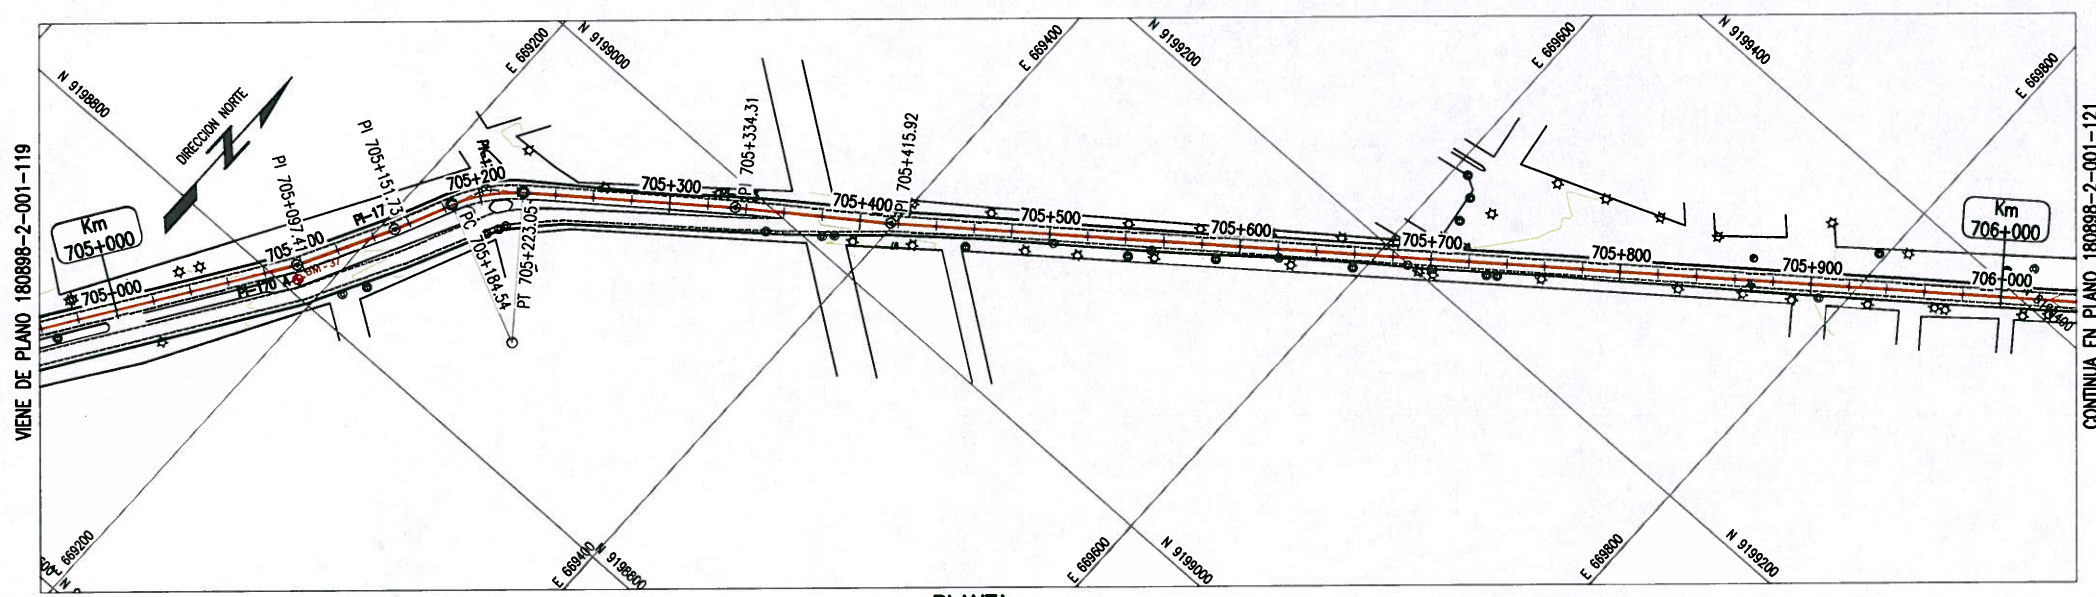 VIENE DE PLANO 180898-2-001-119
N 9198800
E 669200
N 9199000
E 669400
N 9199200
E 669600
N 9199400
E 669800
DIRECCION NORTE
N
Km
705+000
PI 705+097.41
PI 705+151.73
PI-17
705+200
705+300
PI 705+334.31
705+400
PI 705+415.92
705+500
705+600
705+700
705+800
705+900
Km
706+000
706+000
705+000
705+100
BM-37
PI-170 A
PC 705+184.54
PT 705+223.05
E 669200
N
E 669400
N 9198800
E 669600
N 9199000
E 669800
N 9199200
CONTINUA EN PLANO 180898-2-001-121
PLANTA